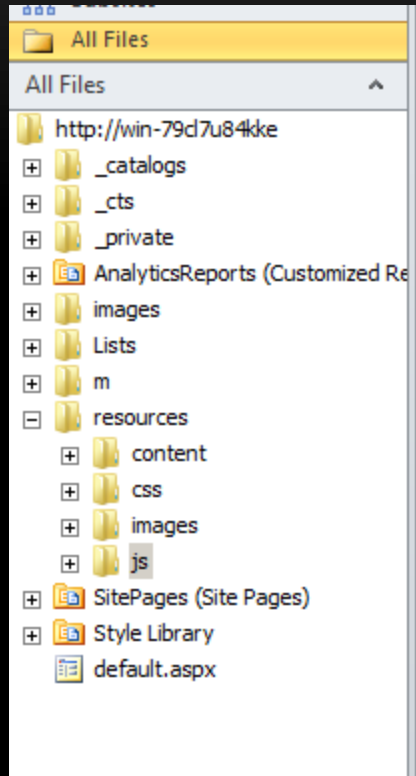 All Files
All Files
http://win-79cl7u84kke
_catalogs
_cts
_private
AnalyticsReports (Customized Re
images
Lists
m
resources
content
css
images
js
SitePages (Site Pages)
Style Library
default.aspx